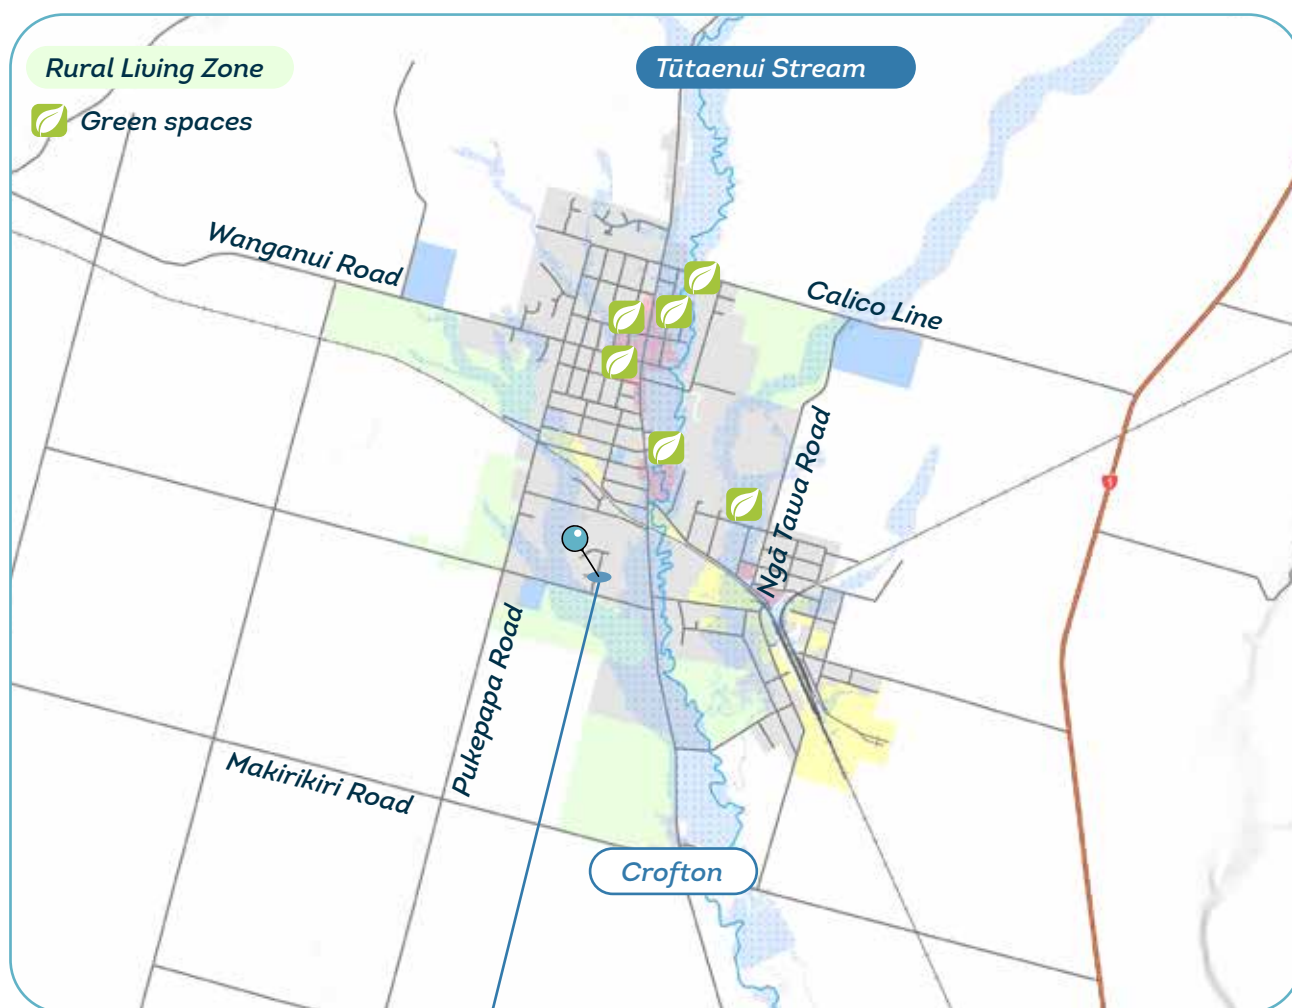 Rural Living Zone
Tūtaenui Stream
Green spaces
Wanganui Road
Calico Line
Ngā Tawa Road
Pukepapa Road
Makirikiri Road
Crofton